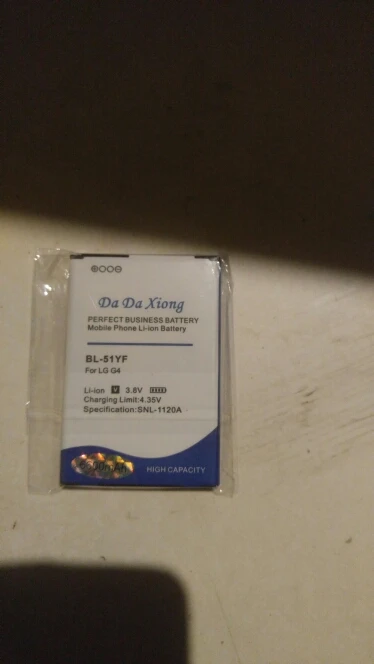 Da Da Xiong
PERFECT BUSINESS BATTERY
Mobile Phone Li-ion Battery
BL-51YF
For LG G4
Li-ion V 3.8V
Charging Limit:4.35V
Specification:SNL-1120A
HIGH CAPACITY